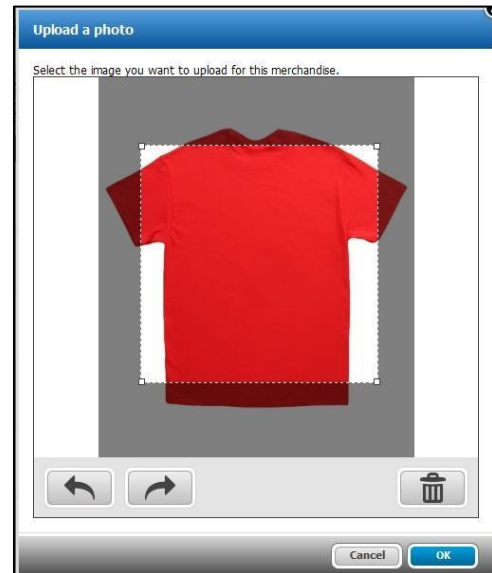 Upload a photo
Select the image you want to upload for this merchandise.
Cancel
OK